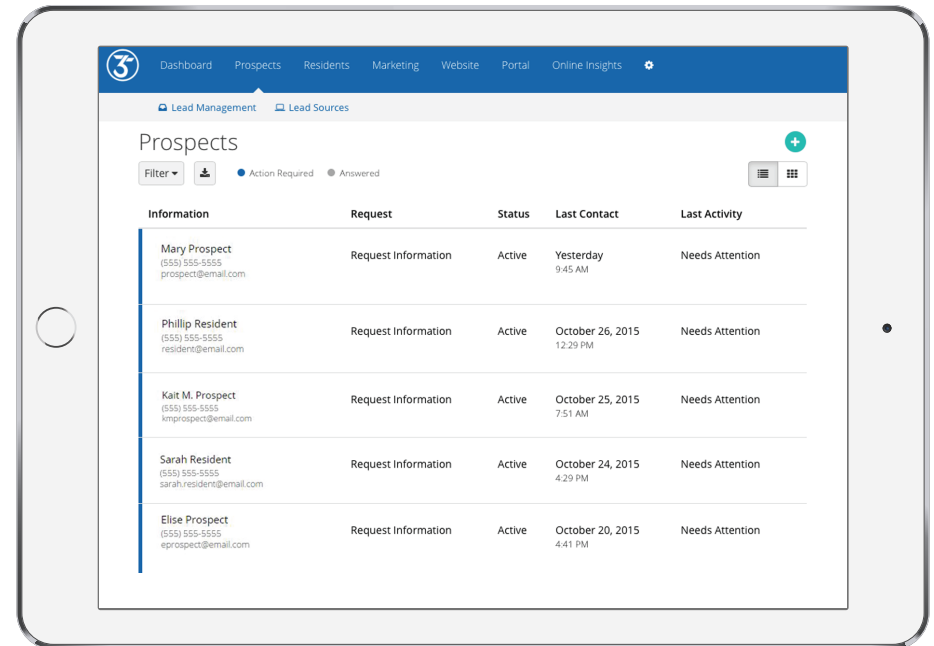 35
Dashboard Prospects Residents Marketing Website Portal Online Insights
Lead Management Lead Sources
Prospects
Filter Action Required Answered
Information Request Status Last Contact Last Activity
Mary Prospect
(555) 555-5555
prospect@email.com
Request Information Active Yesterday Needs Attention
9:45 AM
Phillip Resident
(555) 555-5555
resident@email.com
Request Information Active October 26, 2015 Needs Attention
12:29 PM
Kait M. Prospect
(555) 555-5555
kmprospect@email.com
Request Information Active October 25, 2015 Needs Attention
7:51 AM
Sarah Resident
(555) 555-5555
sarah.resident@email.com
Request Information Active October 24, 2015 Needs Attention
4:29 PM
Elise Prospect
(555) 555-5555
eprospect@email.com
Request Information Active October 20, 2015 Needs Attention
4:41 PM